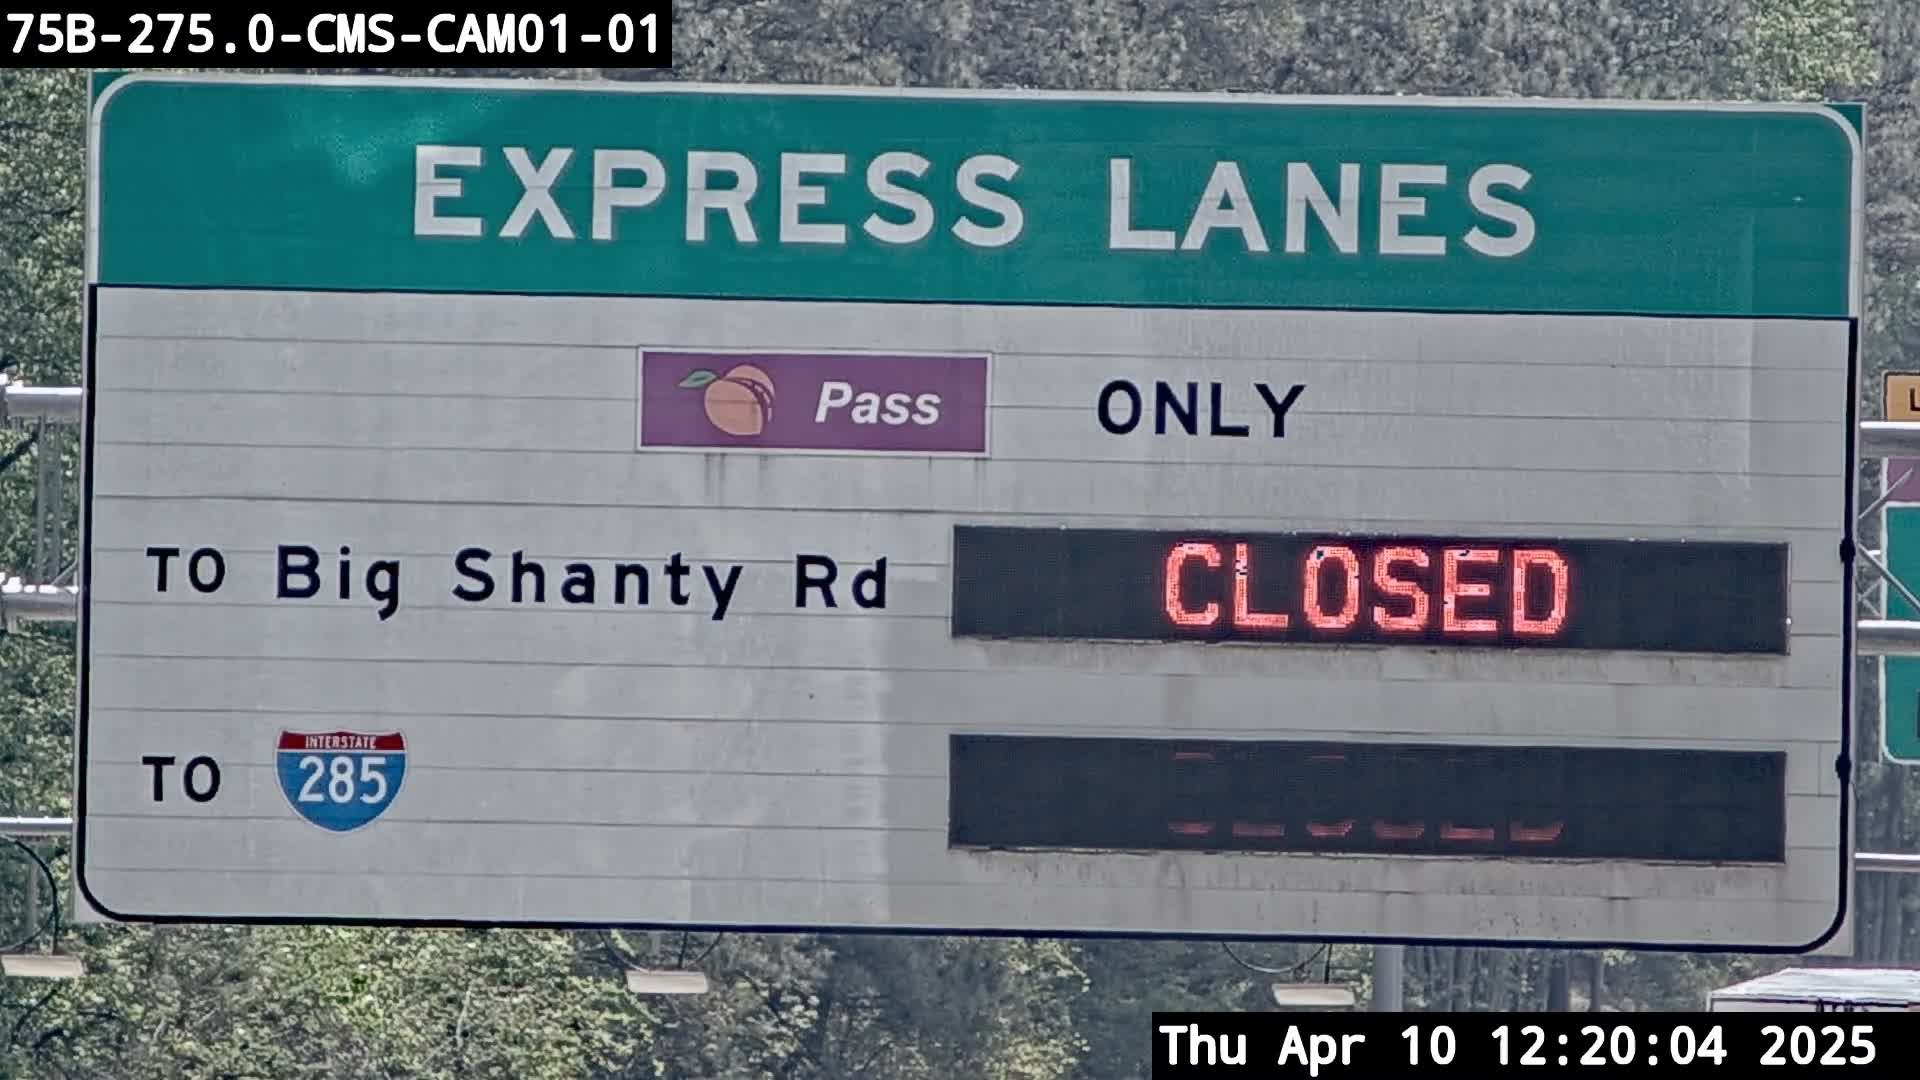 75B-275.0-CMS-CAM01-01
EXPRESS LANES
Pass ONLY
TO Big Shanty Rd CLOSED
TO INTERSTATE 285 CLOSED
Thu Apr 10 12:20:04 2025